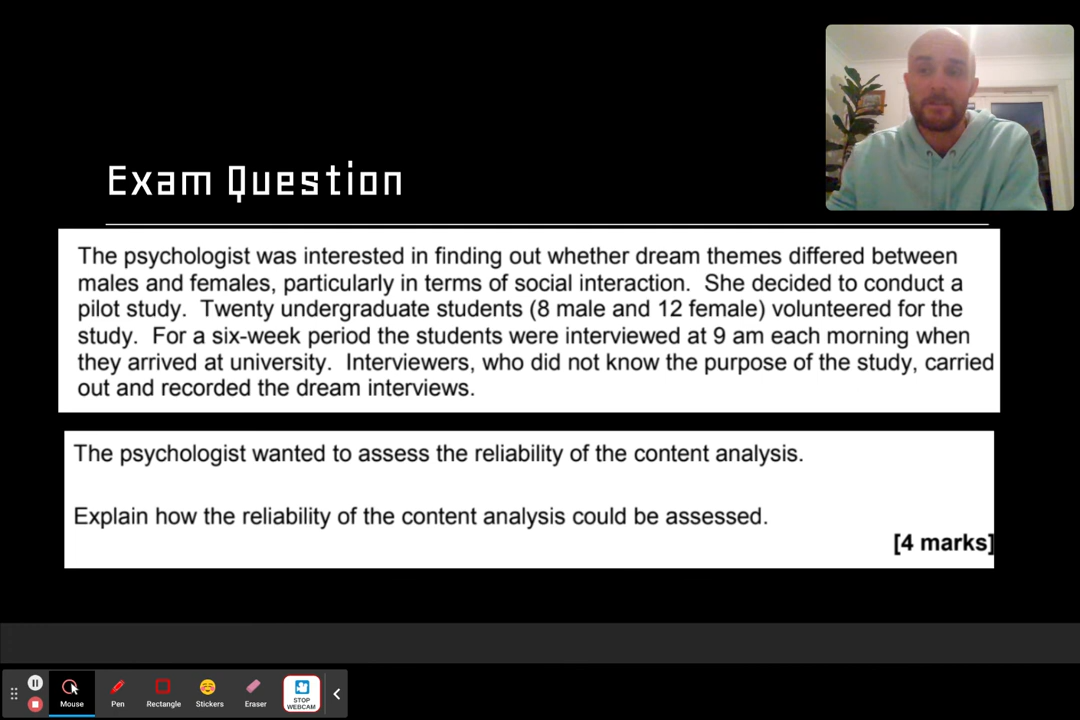 Exam Question
The psychologist was interested in finding out whether dream themes differed between
males and females, particularly in terms of social interaction.  She decided to conduct a
pilot study.  Twenty undergraduate students (8 male and 12 female) volunteered for the
study.  For a six-week period the students were interviewed at 9 am each morning when
they arrived at university.  Interviewers, who did not know the purpose of the study, carried
out and recorded the dream interviews.
The psychologist wanted to assess the reliability of the content analysis.
Explain how the reliability of the content analysis could be assessed.
[4 marks]
Mouse
Pen
Rectangle
Stickers
Eraser
STOP
WEBCAM